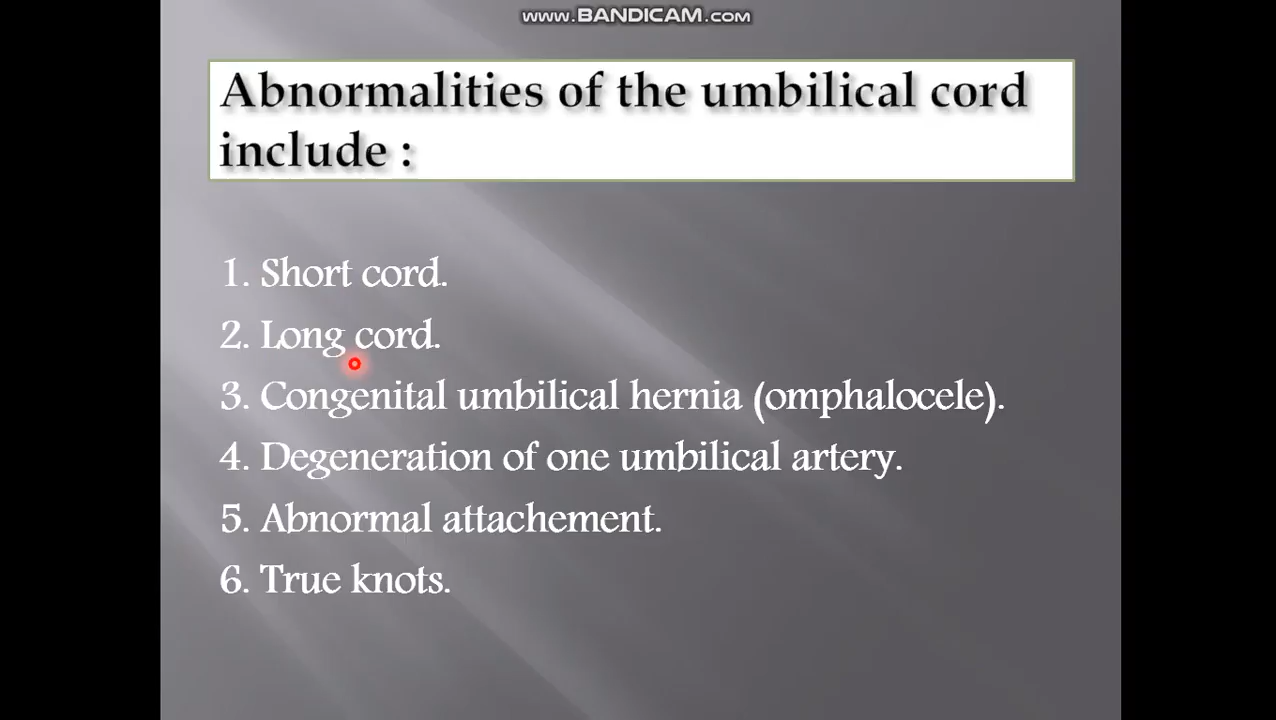 www.BANDICAM.com
Abnormalities of the umbilical cord
include :
1. Short cord.
2. Long cord.
3. Congenital umbilical hernia (omphalocele).
4. Degeneration of one umbilical artery.
5. Abnormal attachement.
6. True knots.